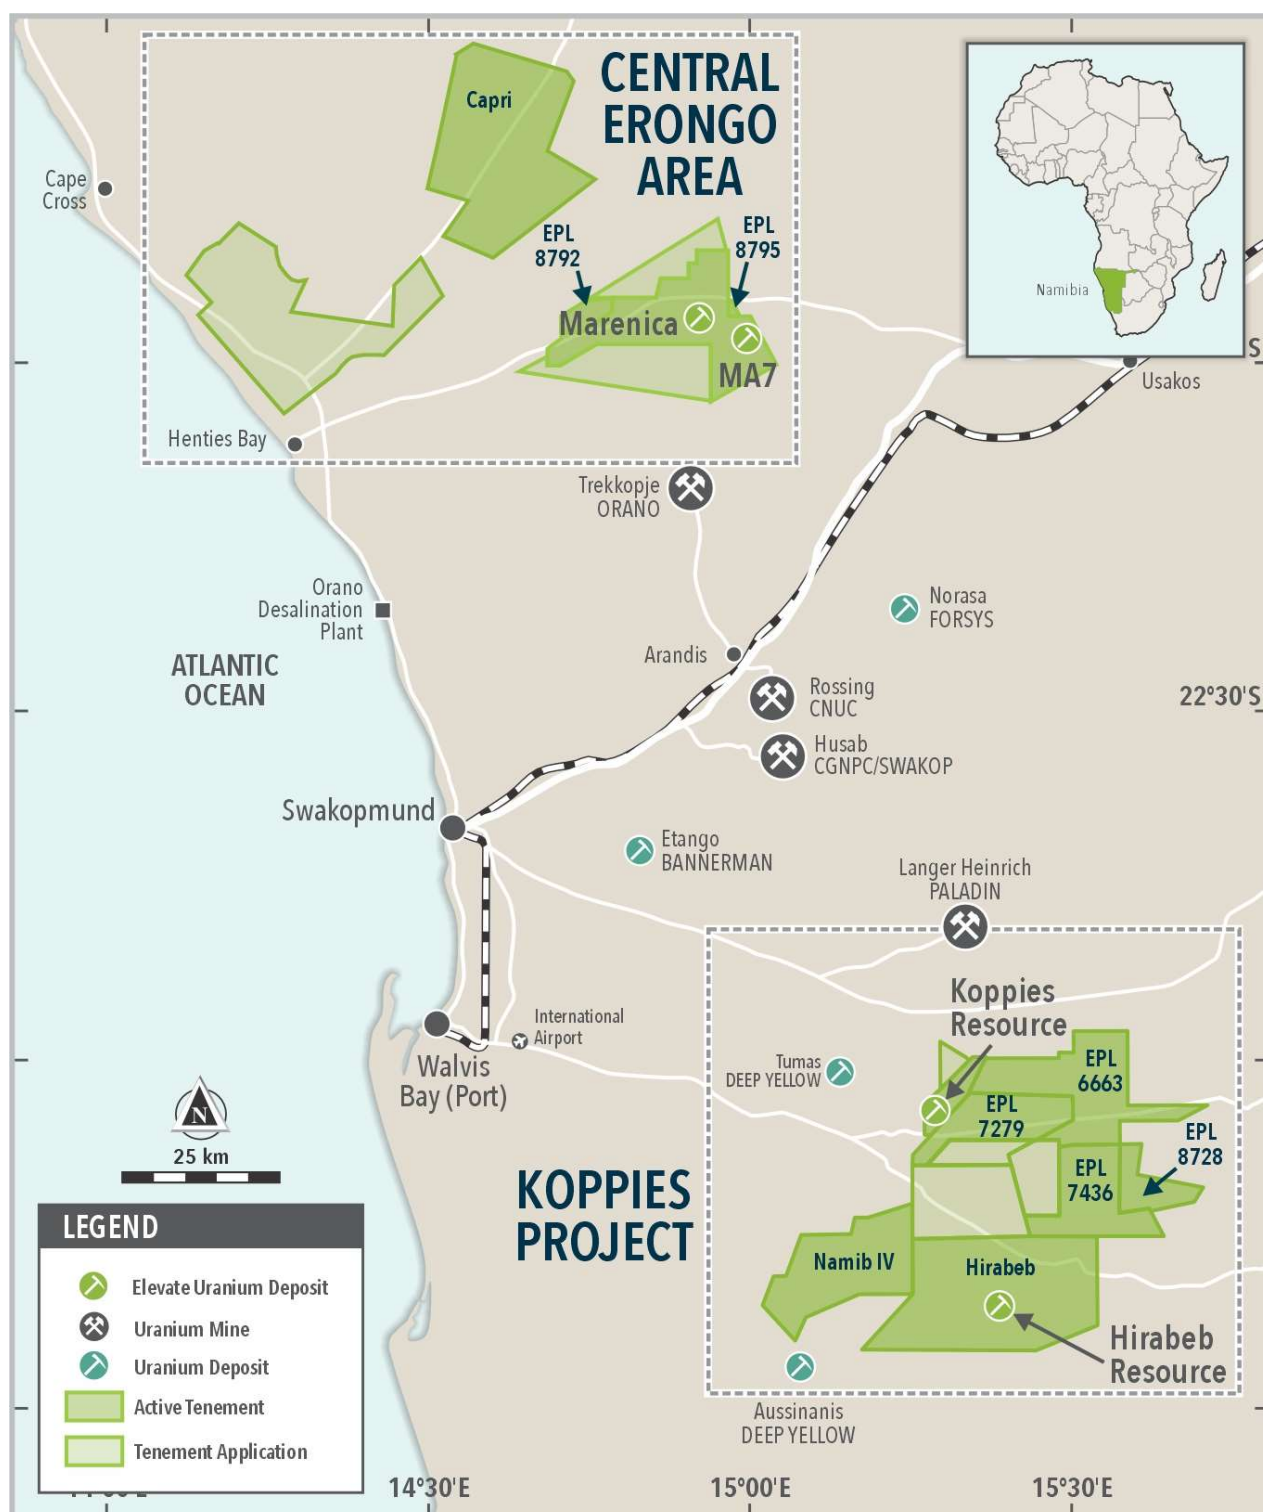 CENTRAL
ERONGO
AREA
Capri
Cape
Cross
EPL
8792
EPL
8795
Marenica
MA7
Henties Bay
Namibia
S
Usakos
Trekkopje
ORANO
Orano
Desalination
Plant
Norasa
FORSYS
Arandis
ATLANTIC
OCEAN
Rossing
CNUC
22°30'S
Husab
CGNPC/SWAKOP
Swakopmund
Etango
BANNERMAN
Langer Heinrich
PALADIN
Koppies
Resource
International
Airport
Walvis
Bay (Port)
Tumas
DEEP YELLOW
EPL
6663
EPL
7279
EPL
8728
EPL
7436
N
25 km
KOPPIES
PROJECT
Namib IV
Hirabeb
Hirabeb
Resource
Aussinanis
DEEP YELLOW
LEGEND
Elevate Uranium Deposit
Uranium Mine
Uranium Deposit
Active Tenement
Tenement Application
14°30'E
15°00'E
15°30'E